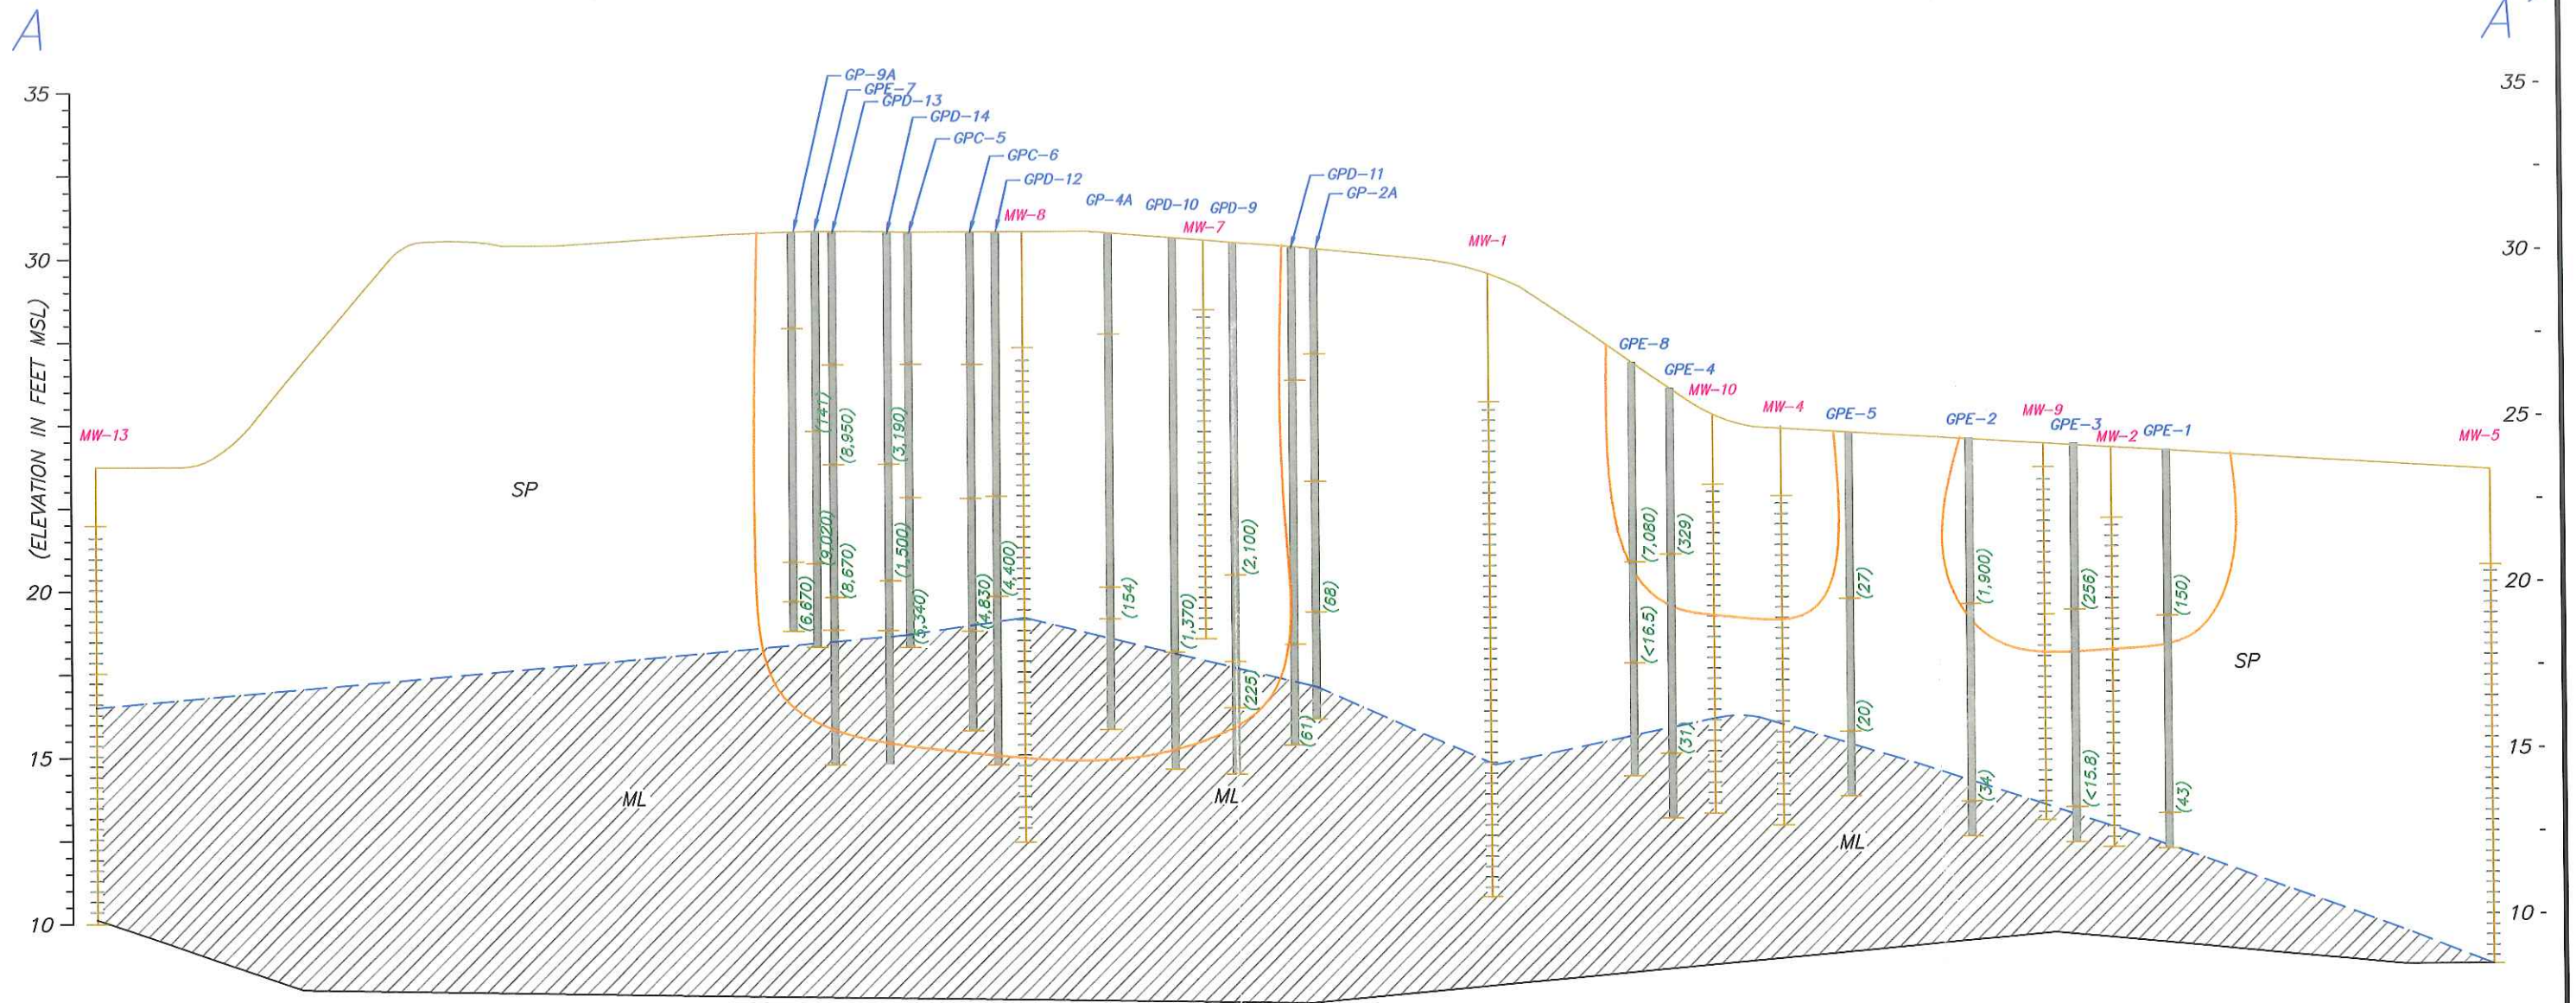 A
A'
35
30
20
15
10
(ELEVATION IN FEET MSL)
35 -
30 -
25 -
20 -
15 -
10 -
GP-9A
GPE-7
GPD-13
GPD-14
GPC-5
GPC-6
GPD-12
MW-8
GP-4A
GPD-10
MW-7
GPD-9
GPD-11
GP-2A
MW-1
GPE-8
GPE-4
MW-10
MW-4
GPE-5
GPE-2
MW-9
GPE-3
MW-2
GPE-1
MW-5
MW-13
SP
SP
ML
ML
ML
(6,670)
(141)
(9,020)
(8,950)
(8,670)
(3,190)
(1,500)
(4,830)
(4,400)
(154)
(1,370)
(2,100)
(225)
(61)
(68)
(7,080)
(<16.5)
(329)
(31)
(27)
(20)
(1,900)
(34)
(256)
(<15.8)
(150)
(43)